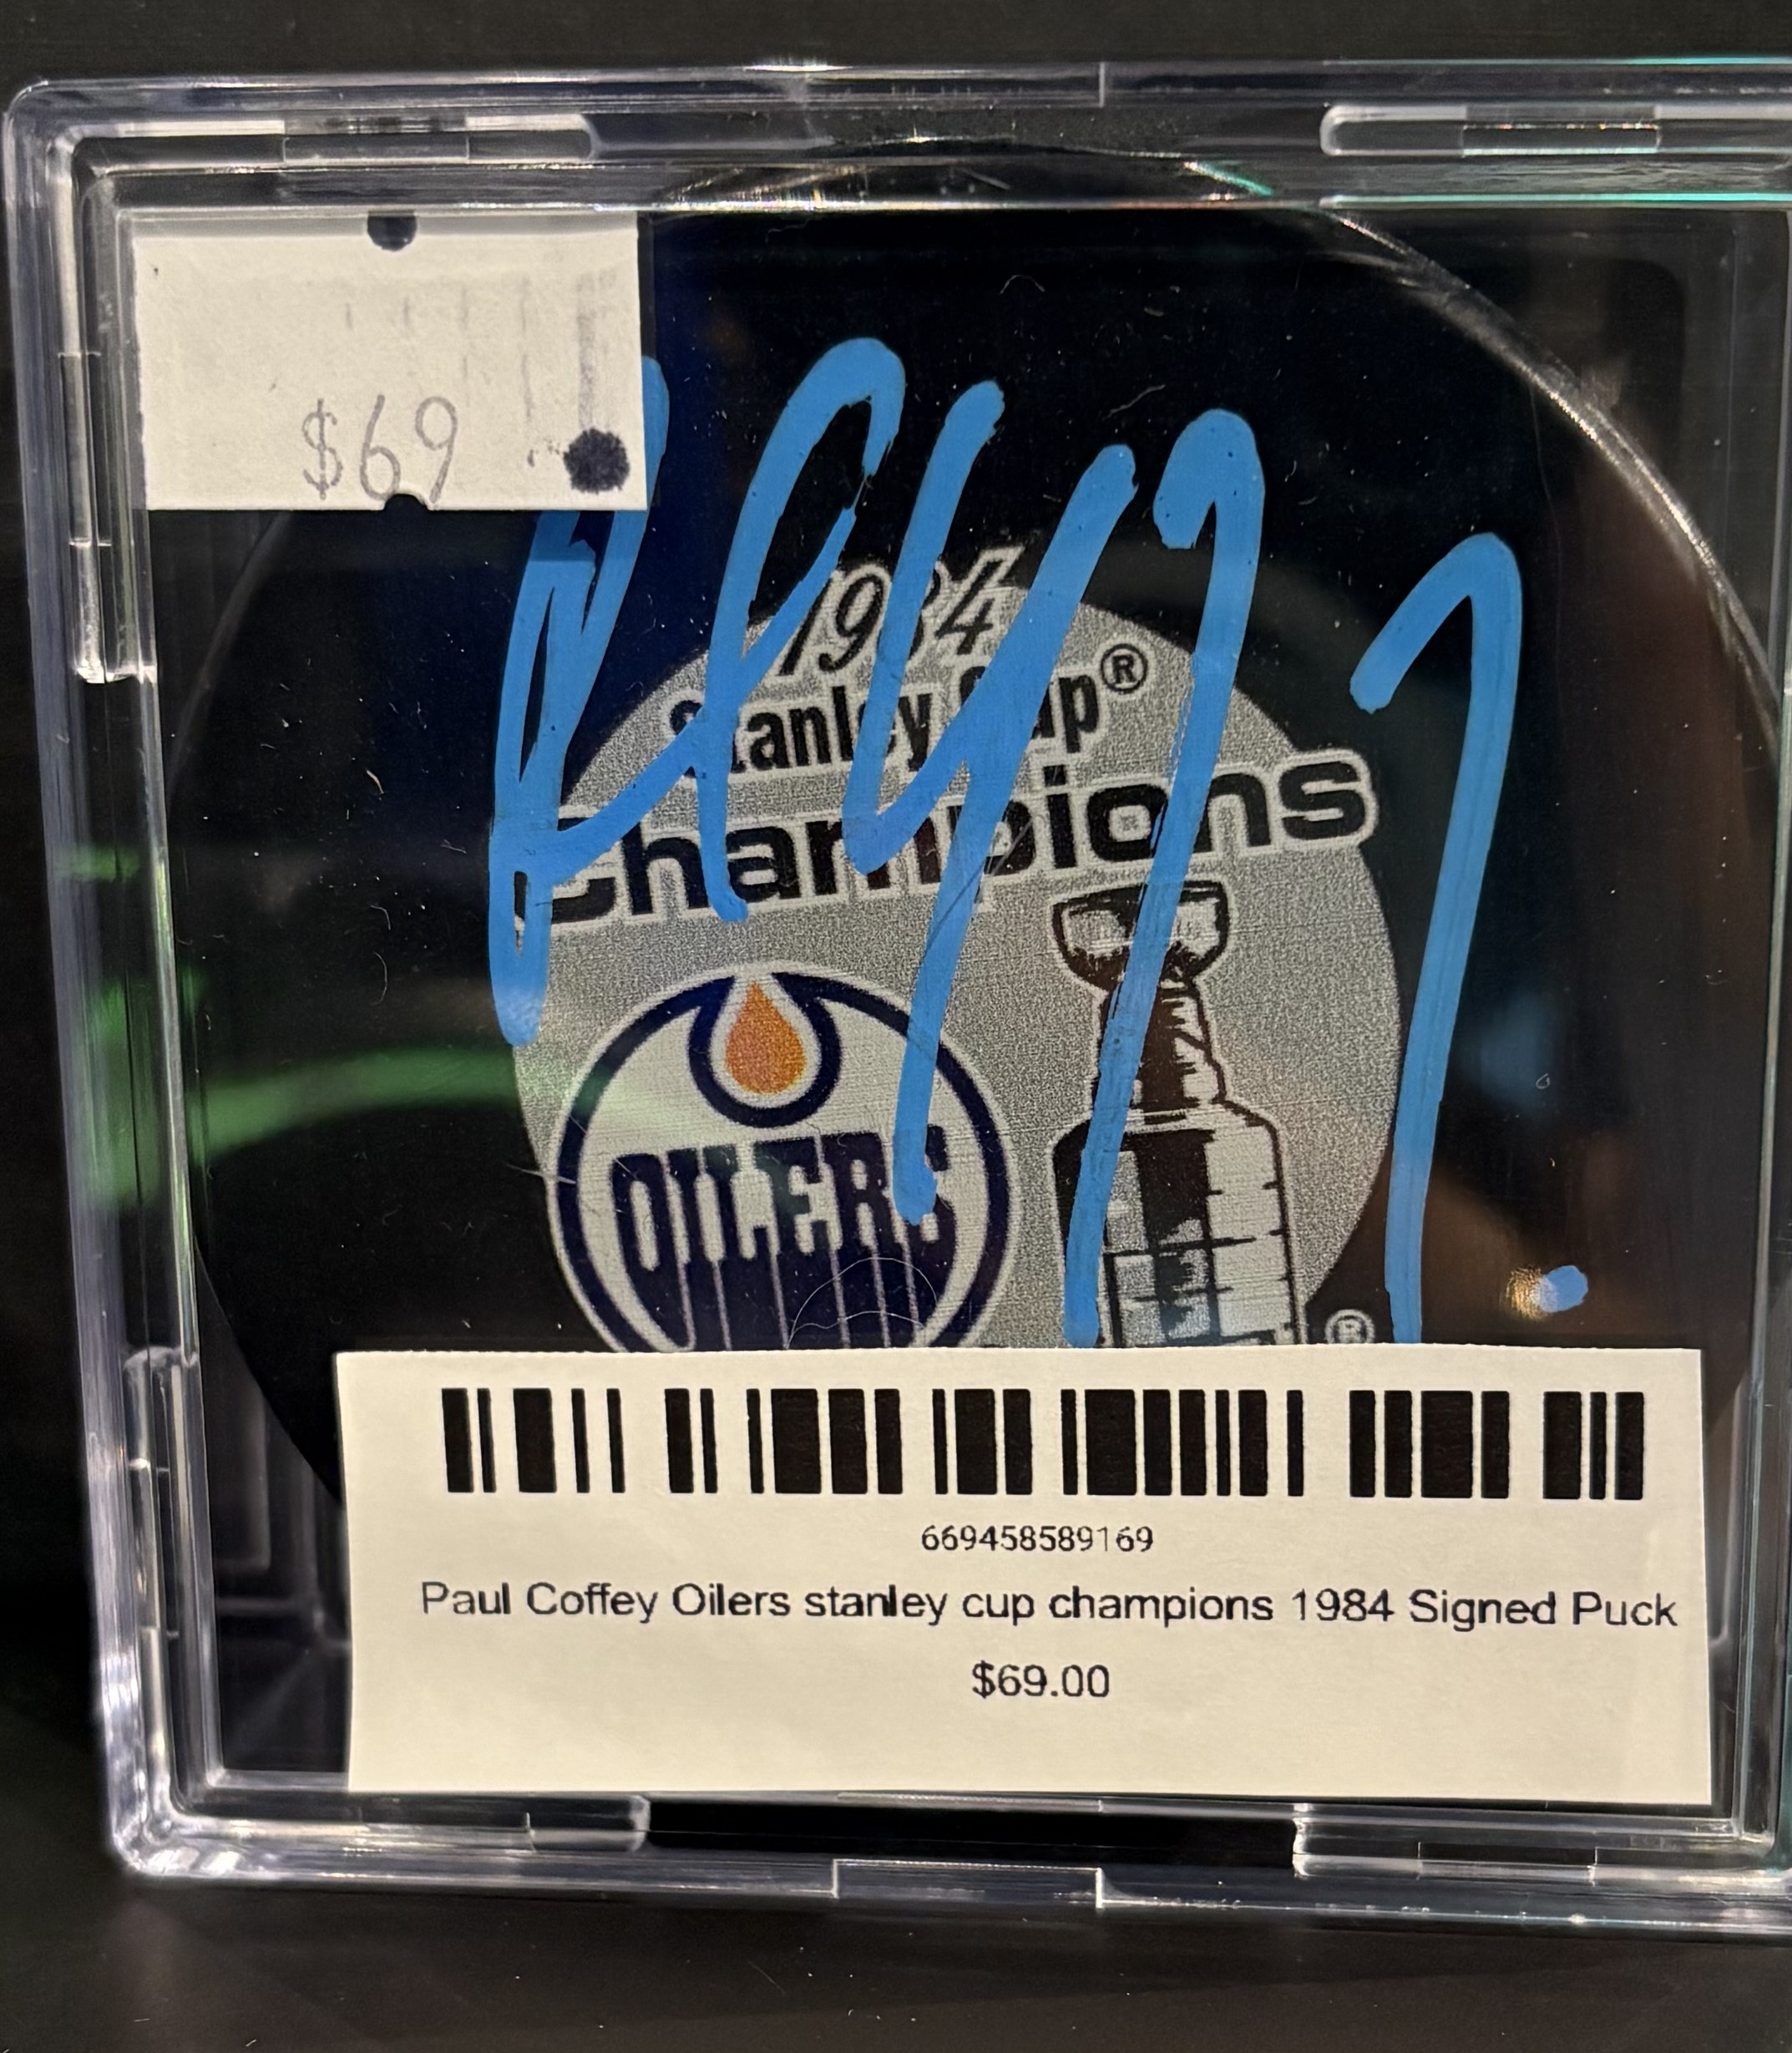 $69
1984
Stanley Cup®
Champions
OILERS
®
669458589169
Paul Coffey Oilers stanley cup champions 1984 Signed Puck
$69.00